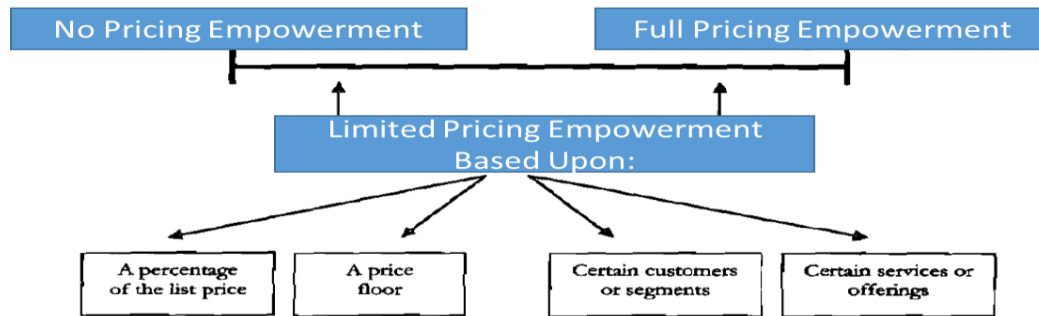 No Pricing Empowerment
Full Pricing Empowerment
Limited Pricing Empowerment
Based Upon:
A percentage
of the list price
A price
floor
Certain customers
or segments
Certain services or
offerings